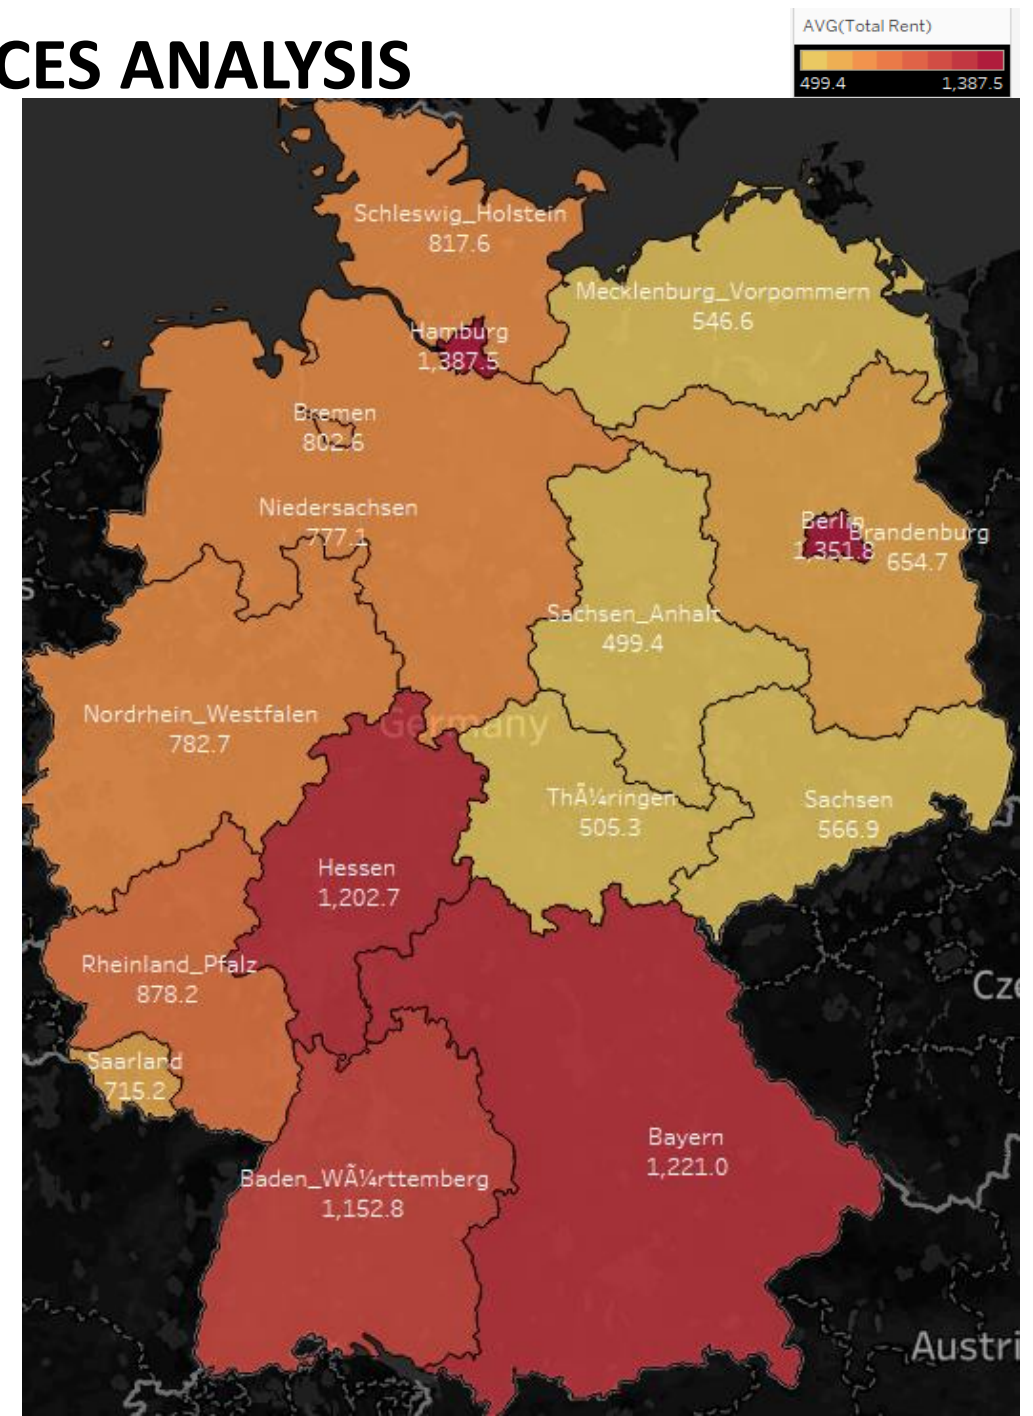 CES ANALYSIS
AVG(Total Rent)
499.4 1,387.5
Schleswig_Holstein
817.6
Mecklenburg_Vorpommern
546.6
Hamburg
1,387.5
Bremen
802.6
Niedersachsen
777.1
Berlin
1,351.8
Brandenburg
654.7
s
Sachsen_Anhalt
499.4
Nordrhein_Westfalen
782.7
Germany
ThÃ¼ringen
505.3
Sachsen
566.9
Hessen
1,202.7
Rheinland_Pfalz
878.2
Cze
Saarland
715.2
Bayern
1,221.0
Baden_WÃ¼rttemberg
1,152.8
Austri